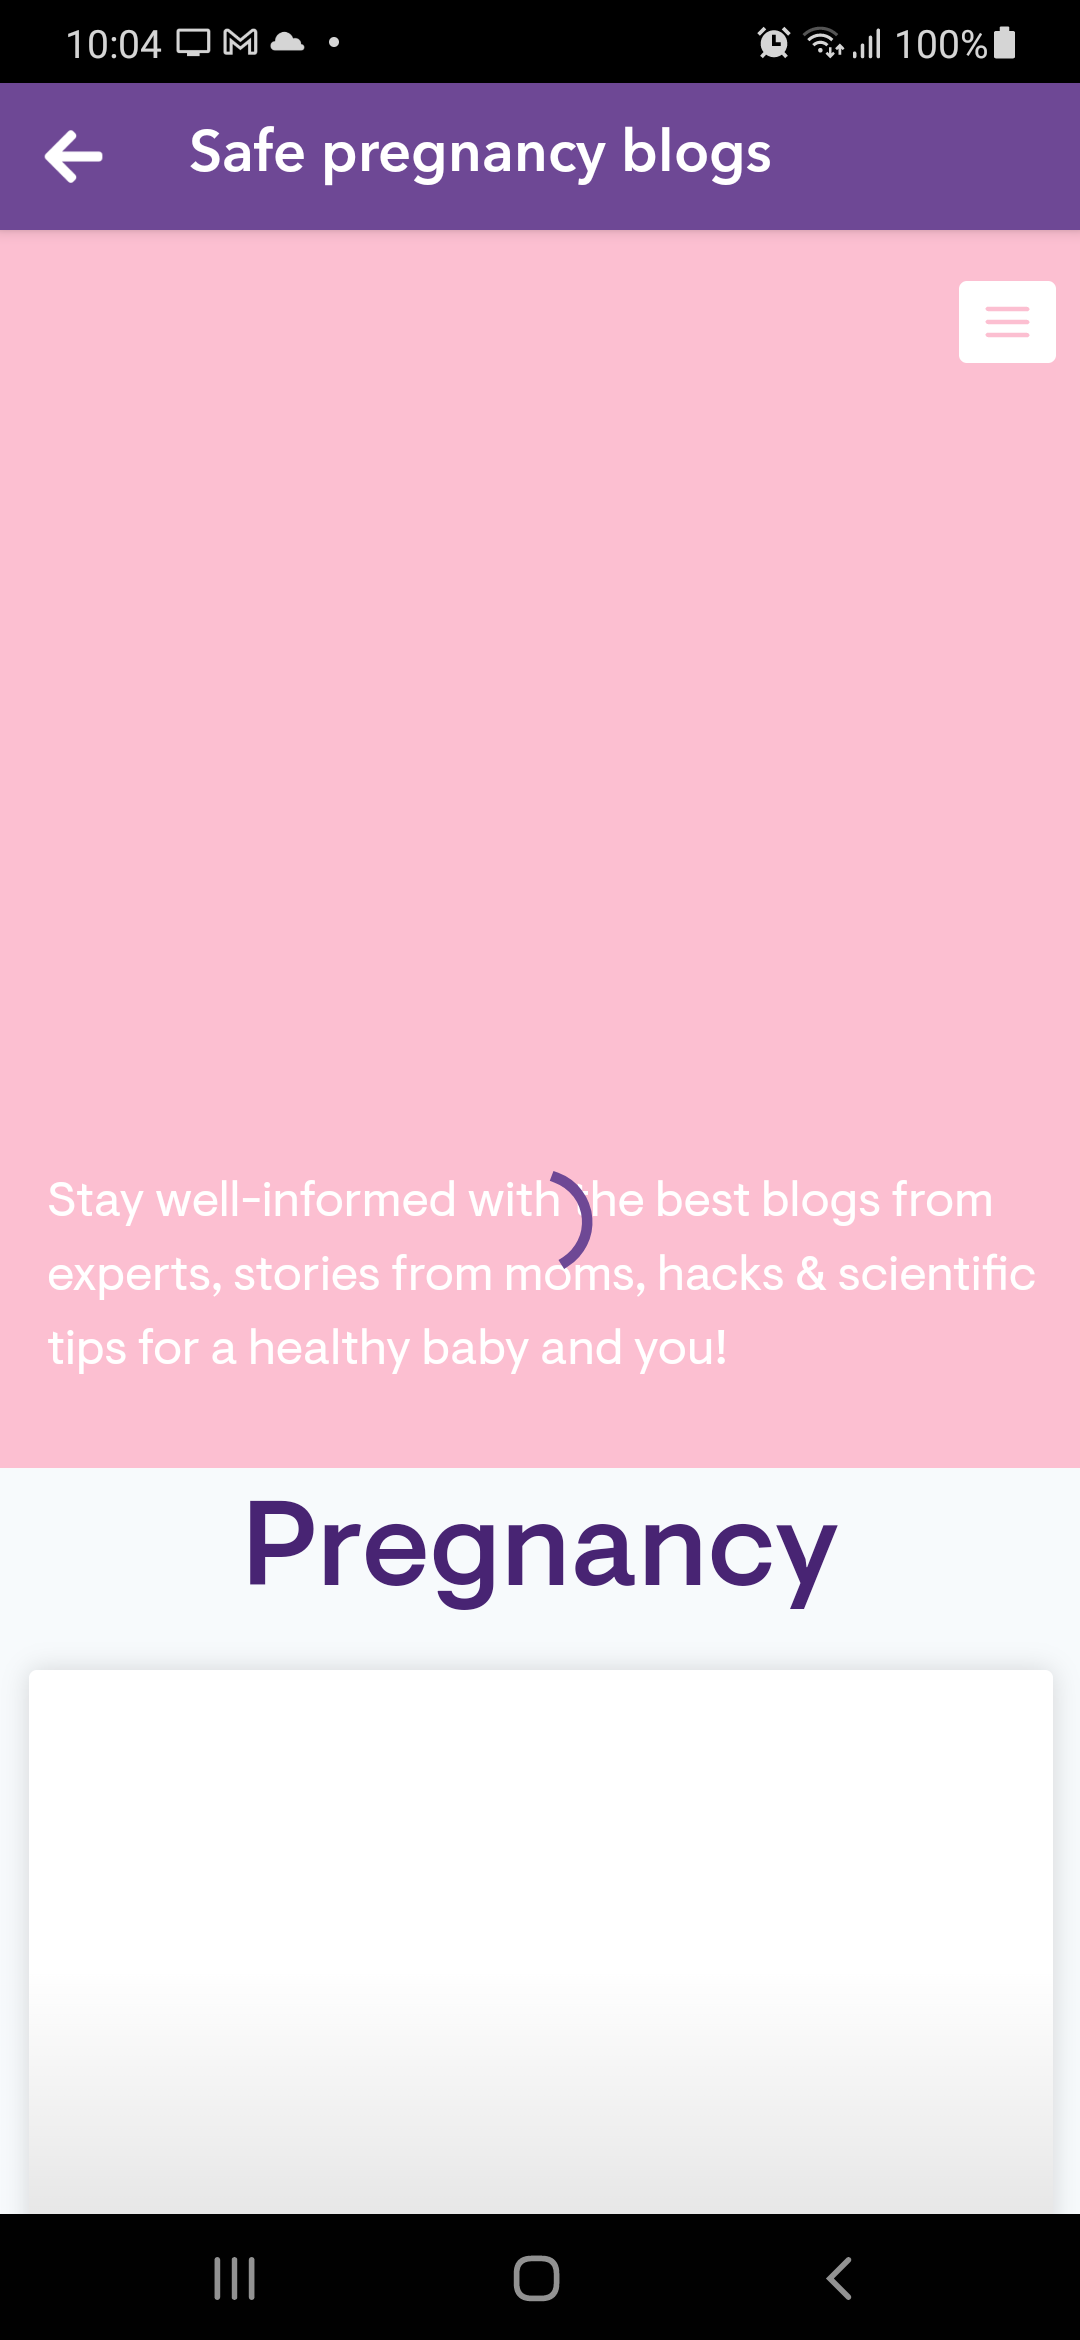 10:04
100%
Safe pregnancy blogs
Stay well-informed with the best blogs from
experts, stories from moms, hacks & scientific
tips for a healthy baby and you!
Pregnancy